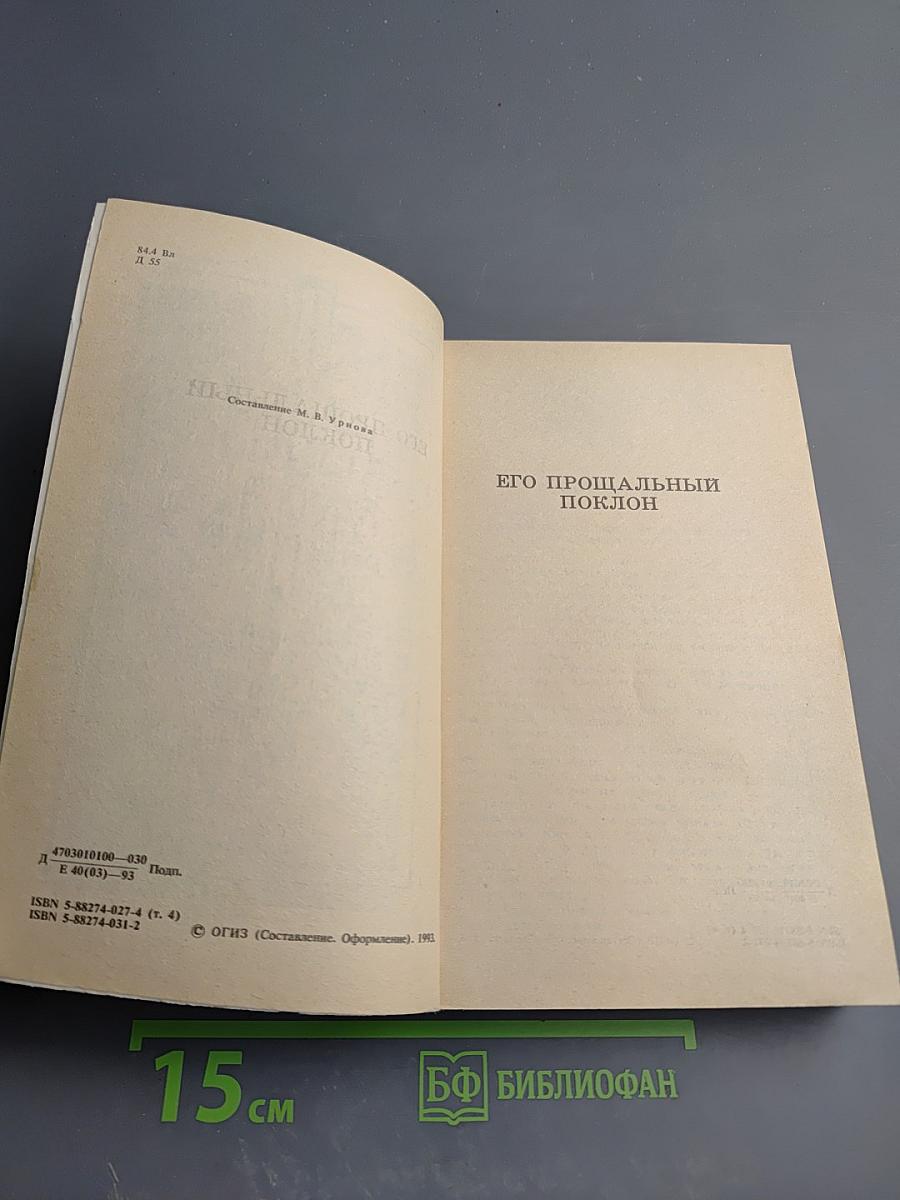 84.4 Вл
Д 55
Составление М. В. Урнова
Д 4703010100—030
Е 40(03)—93 Подп.
ISBN 5-88274-027-4 (т. 4)
ISBN 5-88274-031-2
© ОГИЗ (Составление. Оформление). 1993.
ЕГО ПРОЩАЛЬНЫЙ
ПОКЛОН
15 см
БФ БИБЛИОФАН